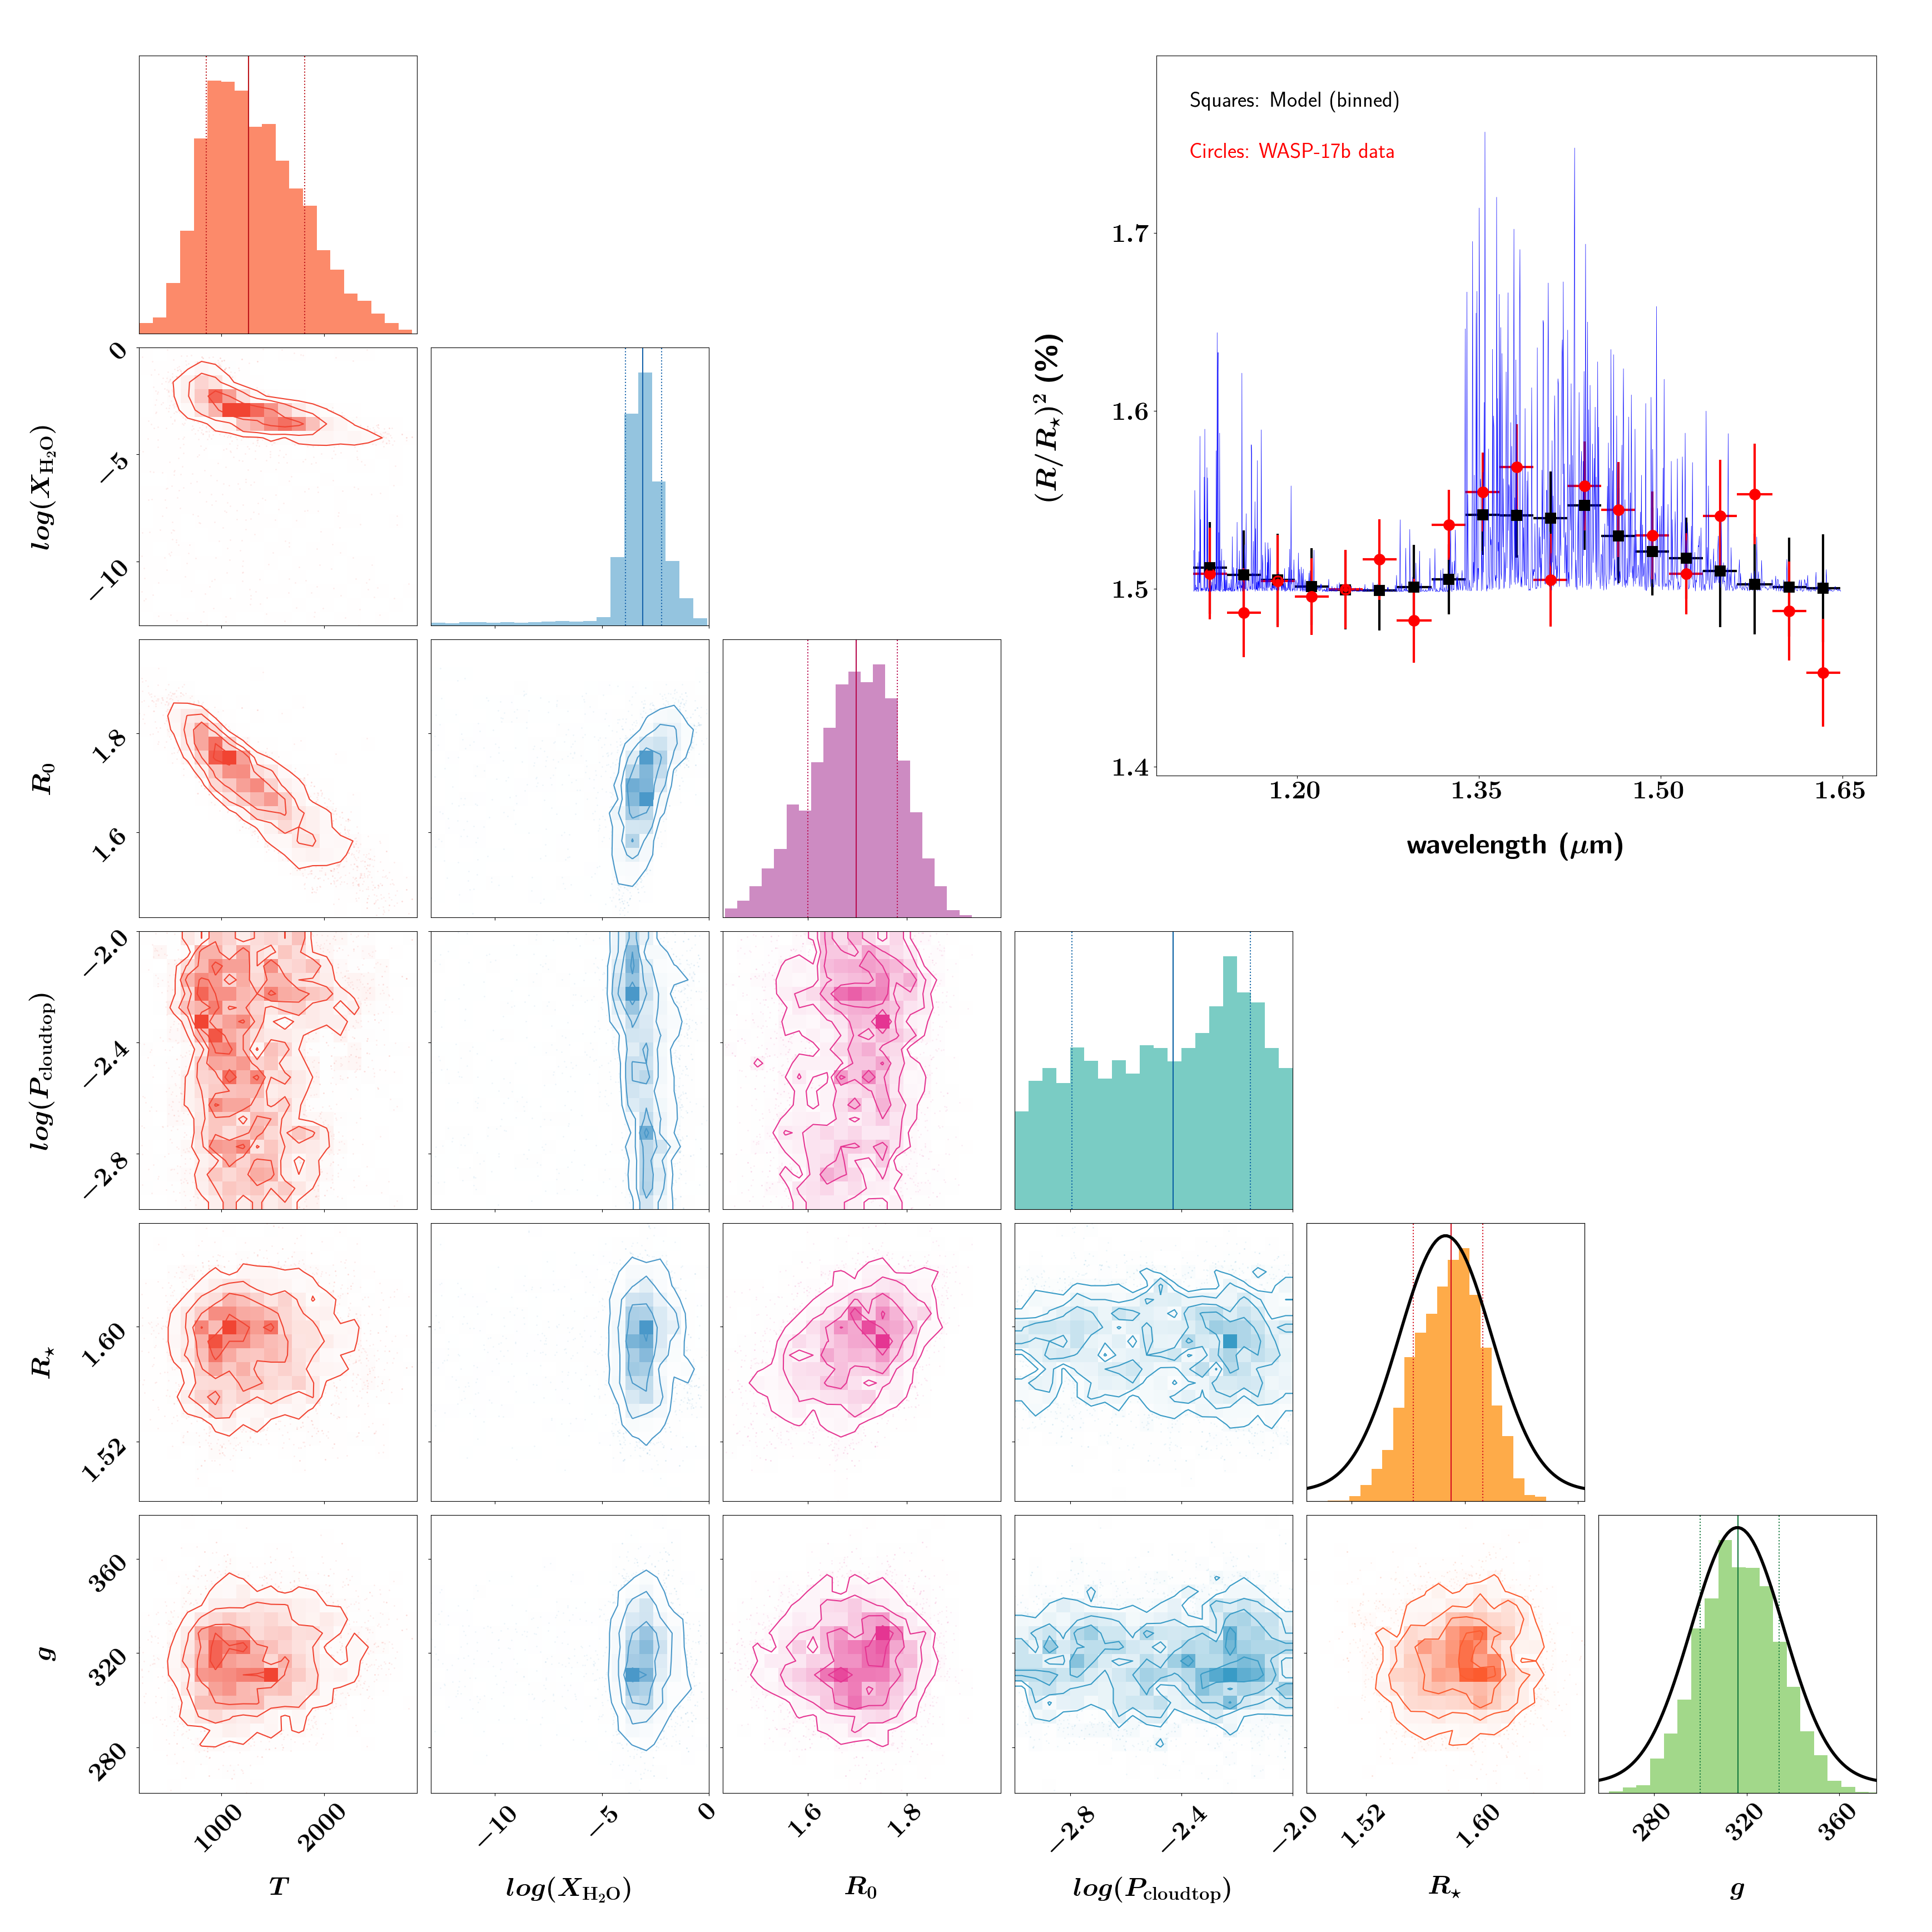 Squares: Model (binned)
Circles: WASP-17b data
(R/R⋆)² (%)
1.7
1.6
1.5
1.4
1.20 1.35 1.50 1.65
wavelength (μm)
log(X_H₂O)
0
−5
−10
R₀
1.8
1.6
log(P_cloudtop)
−2.0
−2.4
−2.8
R⋆
1.60
1.52
g
360
320
280
1000 2000 −10 −5 0 1.6 1.8 −2.8 −2.4 −2.0 1.52 1.60 280 320 360
T log(X_H₂O) R₀ log(P_cloudtop) R⋆ g